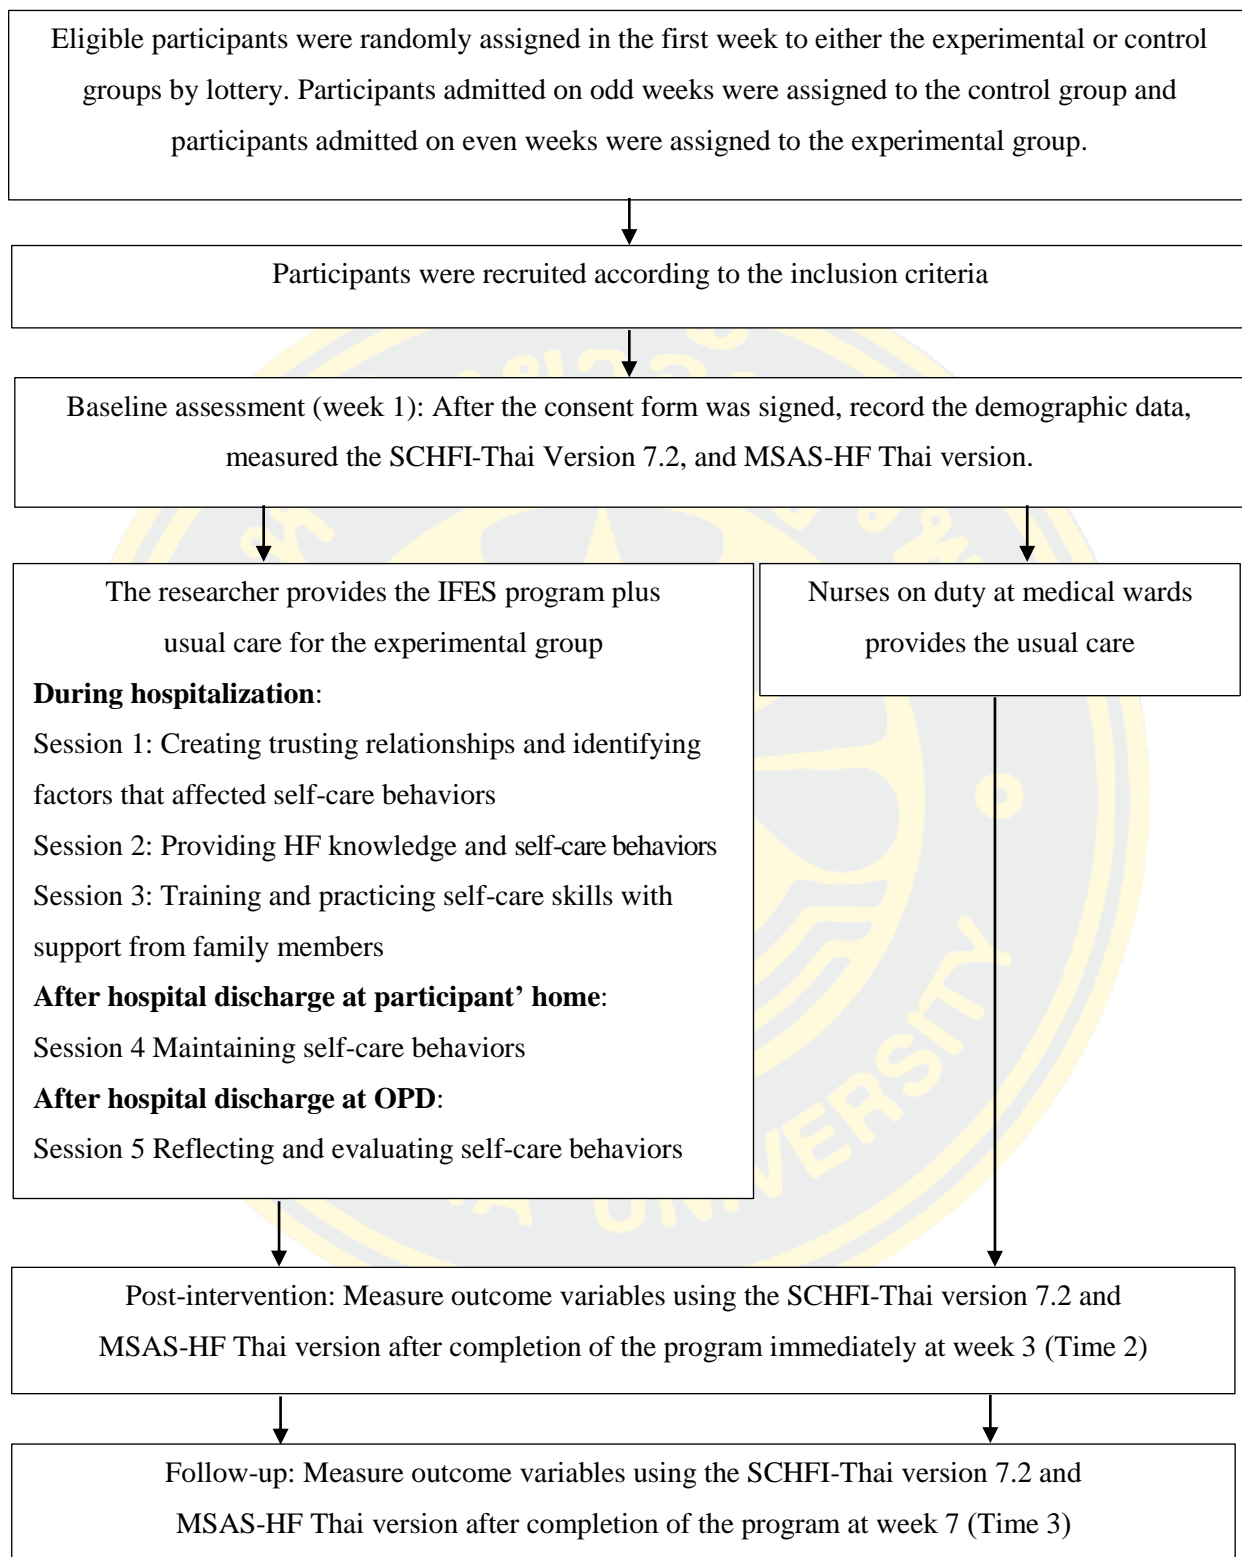 Eligible participants were randomly assigned in the first week to either the experimental or control
groups by lottery. Participants admitted on odd weeks were assigned to the control group and
participants admitted on even weeks were assigned to the experimental group.
Participants were recruited according to the inclusion criteria
Baseline assessment (week 1): After the consent form was signed, record the demographic data,
measured the SCHFI-Thai Version 7.2, and MSAS-HF Thai version.
The researcher provides the IFES program plus
usual care for the experimental group
During hospitalization:
Session 1: Creating trusting relationships and identifying
factors that affected self-care behaviors
Session 2: Providing HF knowledge and self-care behaviors
Session 3: Training and practicing self-care skills with
support from family members
After hospital discharge at participant’ home:
Session 4 Maintaining self-care behaviors
After hospital discharge at OPD:
Session 5 Reflecting and evaluating self-care behaviors
Nurses on duty at medical wards
provides the usual care
Post-intervention: Measure outcome variables using the SCHFI-Thai version 7.2 and
MSAS-HF Thai version after completion of the program immediately at week 3 (Time 2)
Follow-up: Measure outcome variables using the SCHFI-Thai version 7.2 and
MSAS-HF Thai version after completion of the program at week 7 (Time 3)
UNIVERSITY